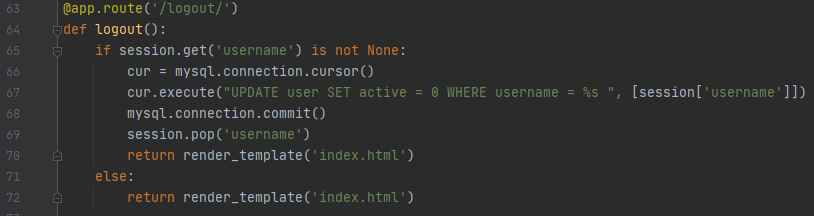 63 @app.route('/logout/')
64 def logout():
65     if session.get('username') is not None:
66         cur = mysql.connection.cursor()
67         cur.execute("UPDATE user SET active = 0 WHERE username = %s ", [session['username']])
68         mysql.connection.commit()
69         session.pop('username')
70         return render_template('index.html')
71     else:
72         return render_template('index.html')